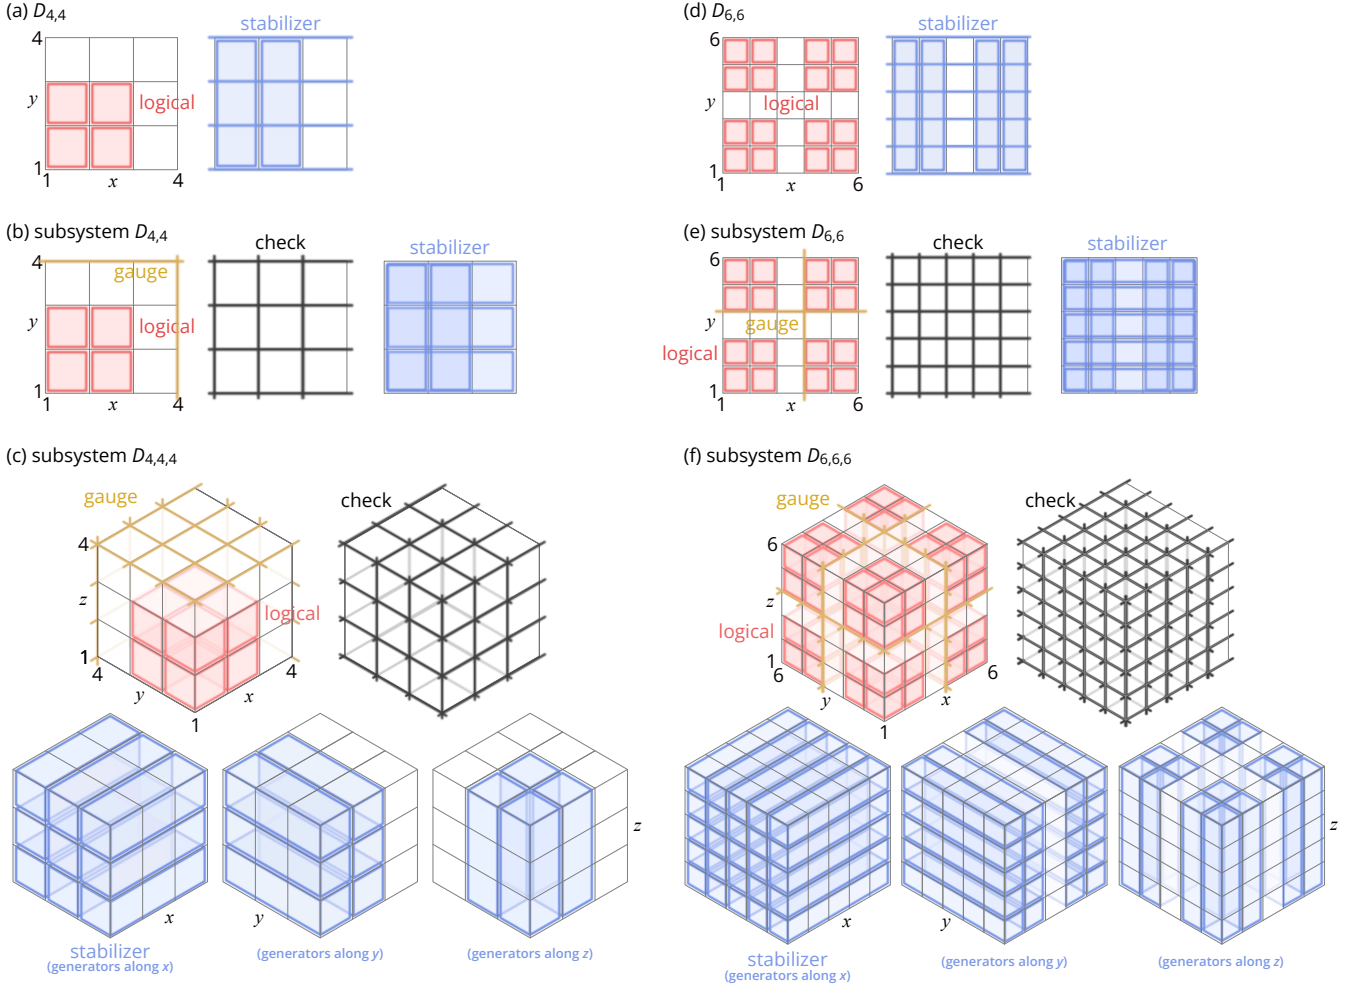 (a) D4,4
stabilizer
4
y
logical
1
1
x
4
(d) D6,6
stabilizer
6
y
logical
1
1
x
6
(b) subsystem D4,4
check
stabilizer
4
gauge
y
logical
1
1
x
4
(e) subsystem D6,6
check
stabilizer
6
y
gauge
logical
1
1
x
6
(c) subsystem D4,4,4
gauge
check
4
z
logical
1
4
4
y
x
1
z
x
y
stabilizer
(generators along x)
(generators along y)
(generators along z)
(f) subsystem D6,6,6
gauge
check
6
z
logical
1
6
6
y
x
1
z
x
y
stabilizer
(generators along x)
(generators along y)
(generators along z)